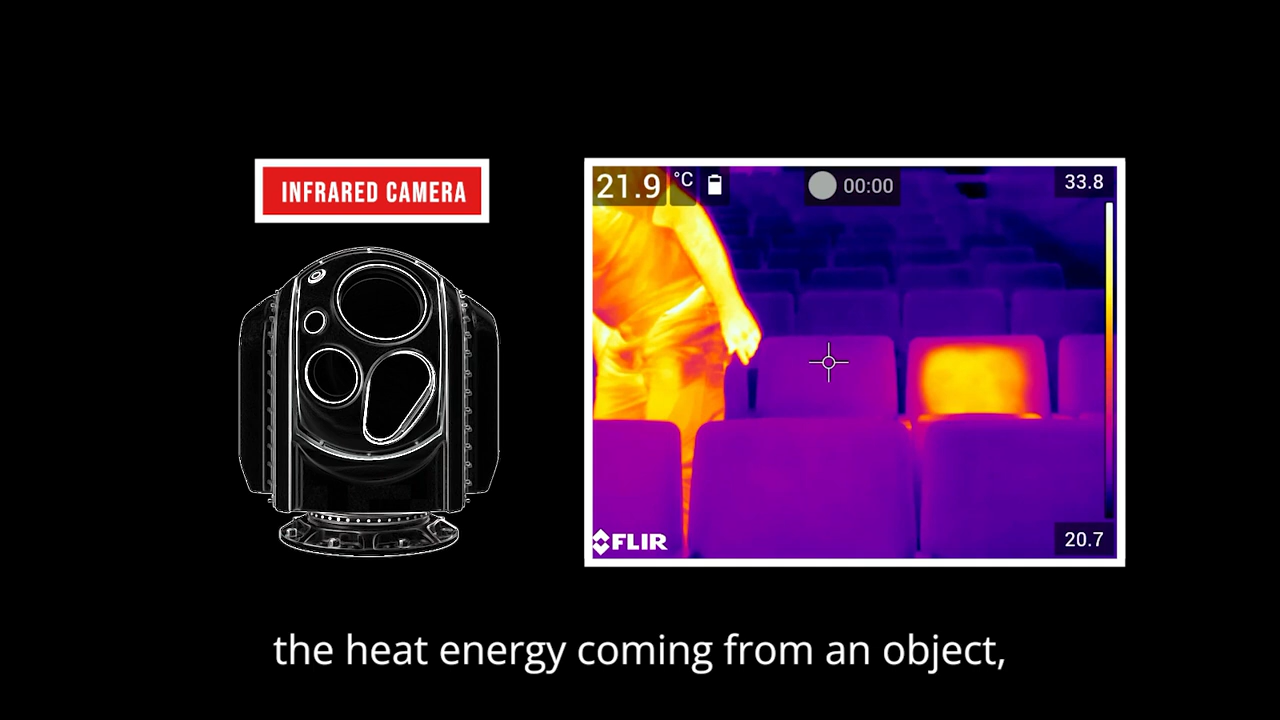 INFRARED CAMERA
21.9 °C
00:00
33.8
20.7
FLIR
the heat energy coming from an object,